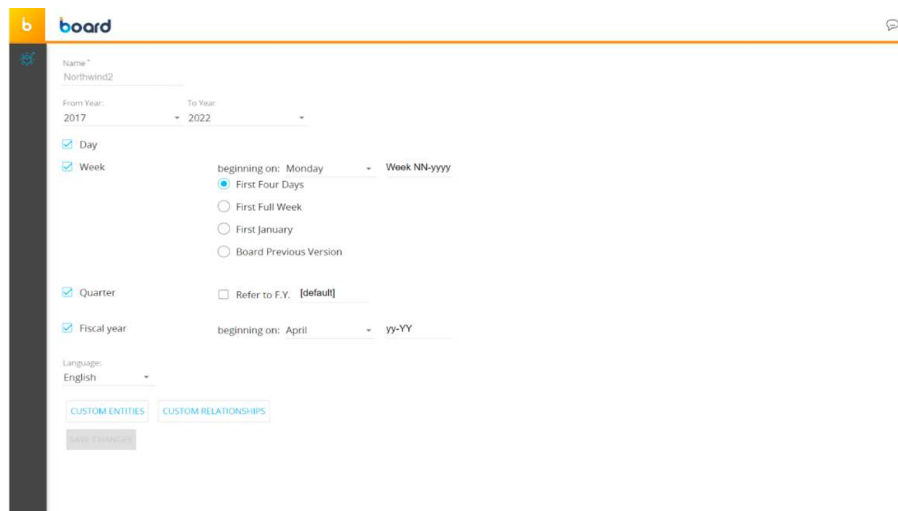 b board
Name*
Northwind2
From Year: To Year
2017 2022
Day
Week beginning on: Monday Week NN-yyyy
First Four Days
First Full Week
First January
Board Previous Version
Quarter Refer to F.Y. [default]
Fiscal year beginning on: April yy-YY
Language:
English
CUSTOM ENTITIES CUSTOM RELATIONSHIPS
SAVE CHANGES